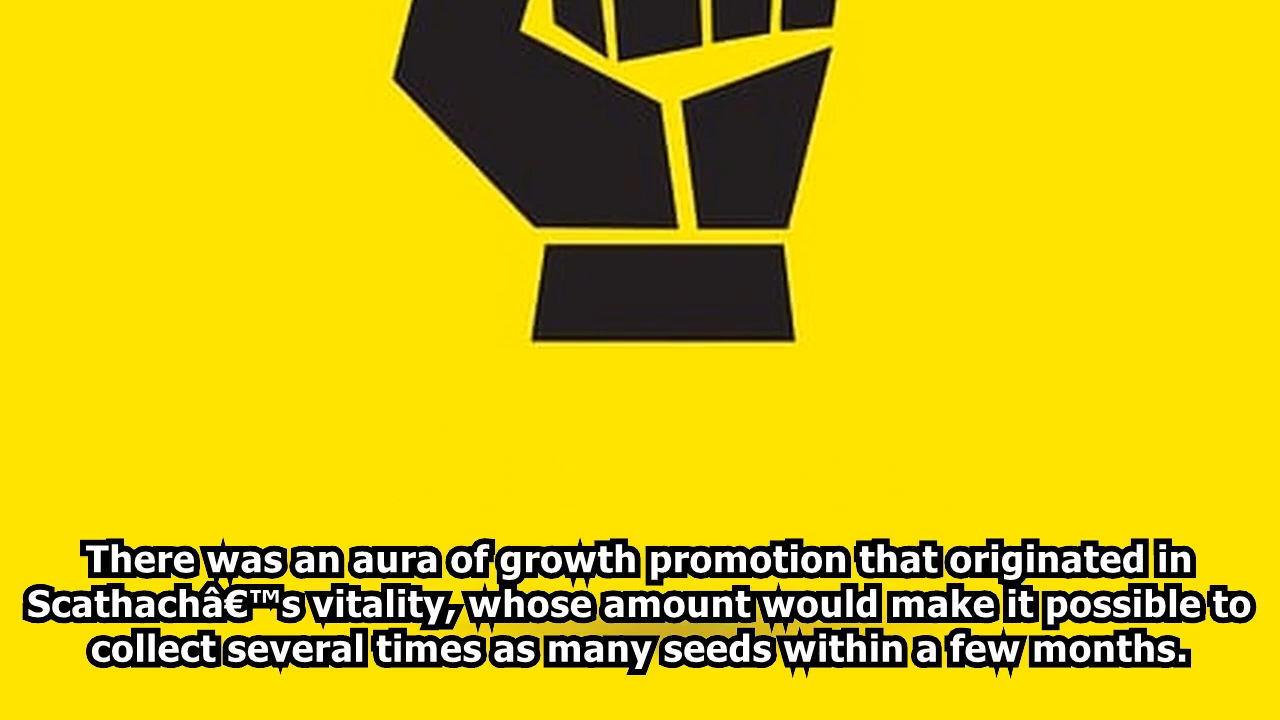 There was an aura of growth promotion that originated in
Scathachâ€™s vitality, whose amount would make it possible to
collect several times as many seeds within a few months.